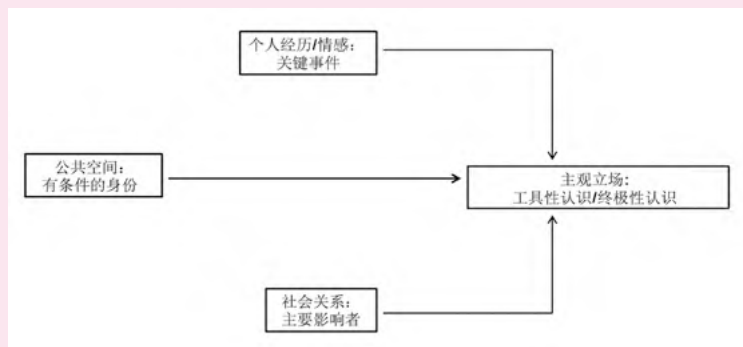 个人经历/情感：
关键事件
公共空间：
有条件的身份
主观立场：
工具性认识/终极性认识
社会关系：
主要影响者